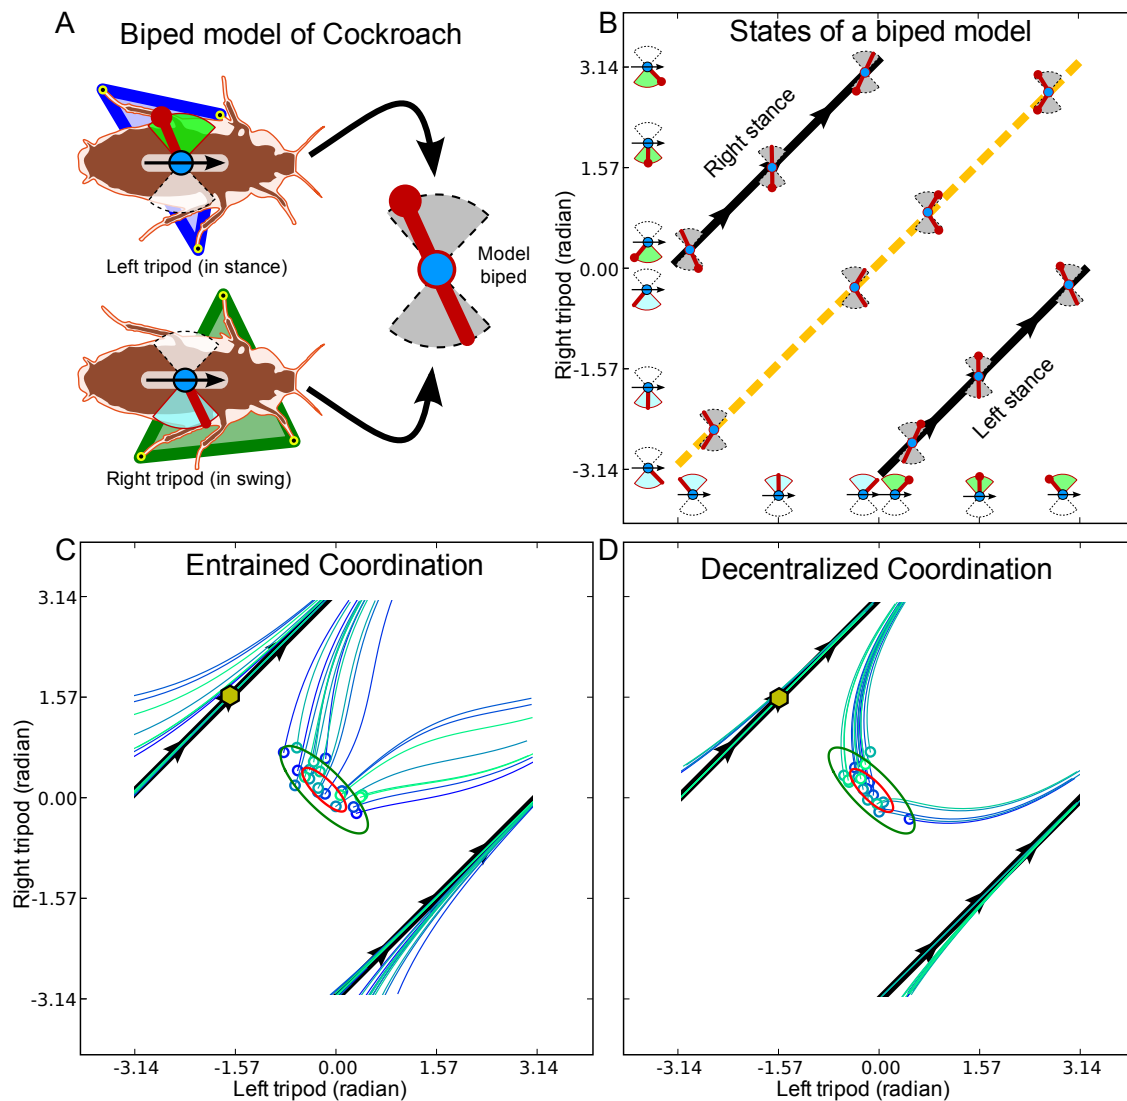 A
Biped model of Cockroach
Left tripod (in stance)
Model
biped
Right tripod (in swing)
B
States of a biped model
3.14
1.57
0.00
-1.57
-3.14
Right tripod (radian)
Right stance
Left stance
C
Entrained Coordination
3.14
1.57
0.00
-1.57
-3.14
Right tripod (radian)
-3.14
-1.57
0.00
1.57
3.14
Left tripod (radian)
D
Decentralized Coordination
-3.14
-1.57
0.00
1.57
3.14
Left tripod (radian)